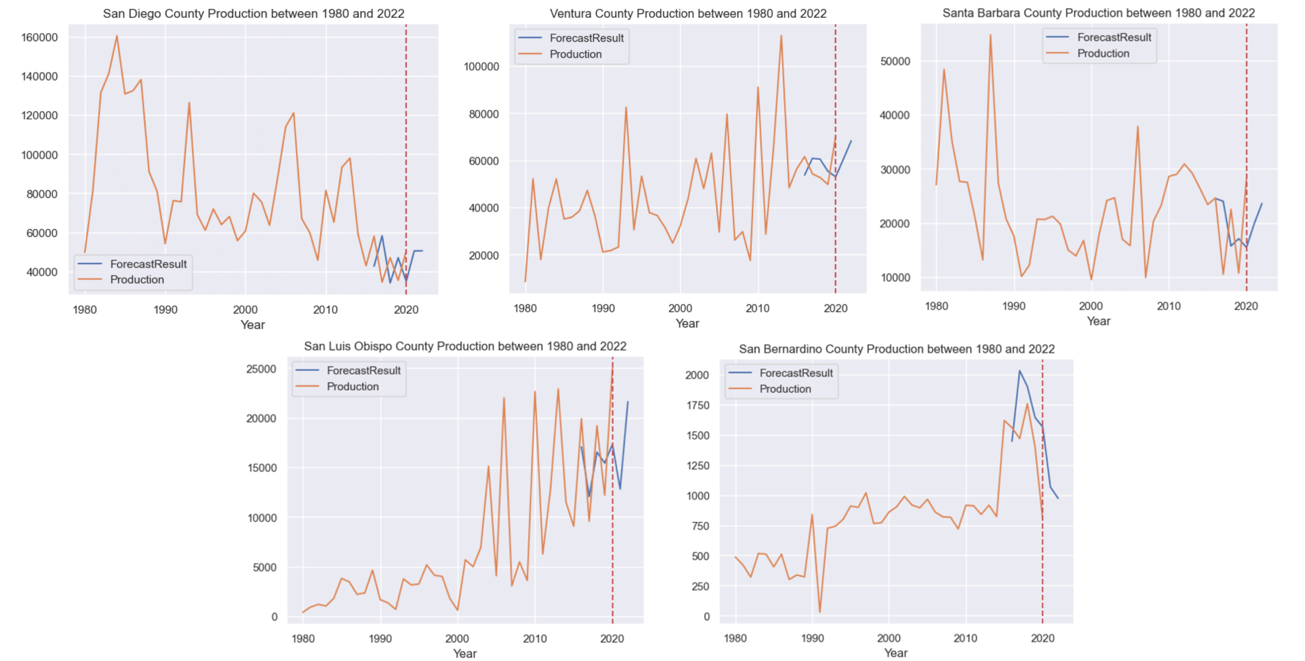 San Diego County Production between 1980 and 2022
160000
140000
120000
100000
80000
60000
40000
ForecastResult
Production
1980
1990
2000
2010
2020
Year
Ventura County Production between 1980 and 2022
ForecastResult
Production
100000
80000
60000
40000
20000
1980
1990
2000
2010
2020
Year
Santa Barbara County Production between 1980 and 2022
ForecastResult
Production
50000
40000
30000
20000
10000
1980
1990
2000
2010
2020
Year
San Luis Obispo County Production between 1980 and 2022
ForecastResult
Production
25000
20000
15000
10000
5000
0
1980
1990
2000
2010
2020
Year
San Bernardino County Production between 1980 and 2022
ForecastResult
Production
2000
1750
1500
1250
1000
750
500
250
0
1980
1990
2000
2010
2020
Year